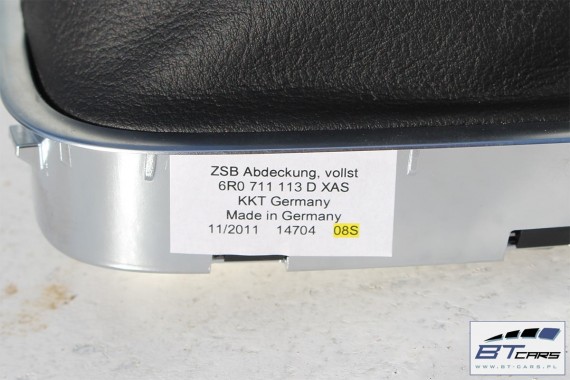 ZSB Abdeckung, vollst
6R0 711 113 D XAS
KKT Germany
Made in Germany
11/2011 14704 08S
BTCARS
WWW.BT-CARS.PL